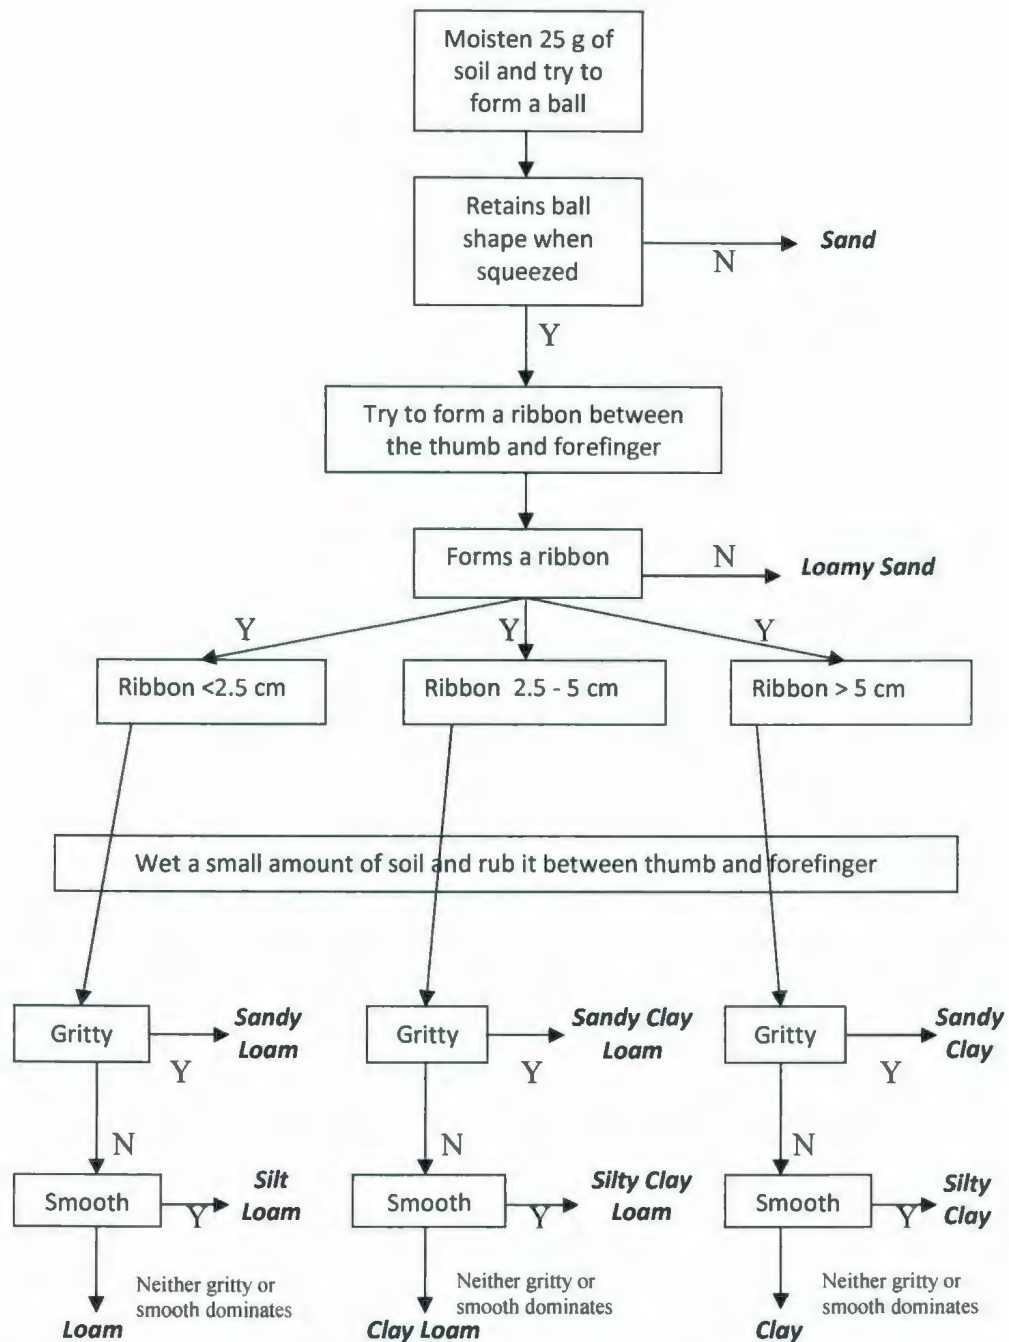 Moisten 25 g of
soil and try to
form a ball
Retains ball
shape when
squeezed
N
Sand
Y
Try to form a ribbon between
the thumb and forefinger
Forms a ribbon
N
Loamy Sand
Y
Y
Y
Ribbon <2.5 cm
Ribbon 2.5 - 5 cm
Ribbon > 5 cm
Wet a small amount of soil and rub it between thumb and forefinger
Gritty
Y
Sandy
Loam
N
Smooth
Y
Silt
Loam
Neither gritty or
smooth dominates
Loam
Gritty
Y
Sandy Clay
Loam
N
Smooth
Y
Silty Clay
Loam
Neither gritty or
smooth dominates
Clay Loam
Gritty
Y
Sandy
Clay
N
Smooth
Y
Silty
Clay
Neither gritty or
smooth dominates
Clay